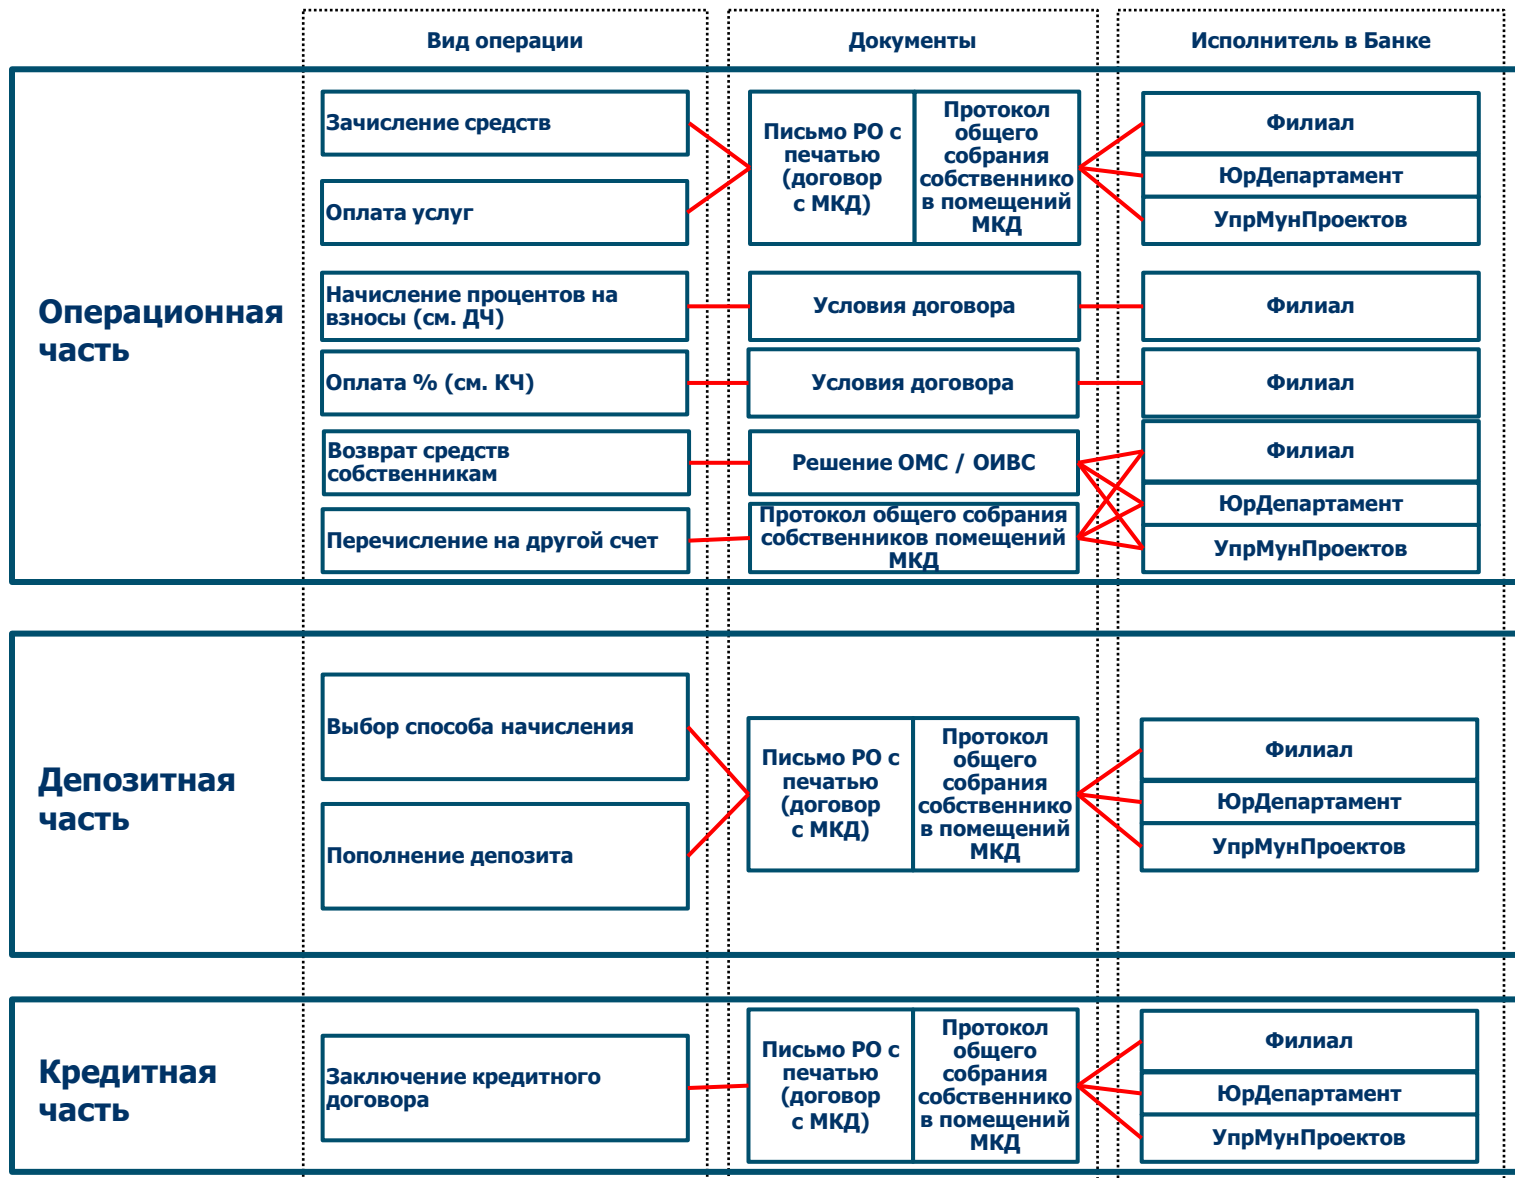 Вид операции
Документы
Исполнитель в Банке
Операционная
часть
Зачисление средств
Оплата услуг
Письмо РО с
печатью
(договор
с МКД)
Протокол
общего
собрания
собственнико
в помещений
МКД
Филиал
ЮрДепартамент
УпрМунПроектов
Начисление процентов на
взносы (см. ДЧ)
Условия договора
Филиал
Оплата % (см. КЧ)
Условия договора
Филиал
Возврат средств
собственникам
Решение ОМС / ОИВС
Перечисление на другой счет
Протокол общего собрания
собственников помещений
МКД
Филиал
ЮрДепартамент
УпрМунПроектов
Депозитная
часть
Выбор способа начисления
Пополнение депозита
Письмо РО с
печатью
(договор
с МКД)
Протокол
общего
собрания
собственнико
в помещений
МКД
Филиал
ЮрДепартамент
УпрМунПроектов
Кредитная
часть
Заключение кредитного
договора
Письмо РО с
печатью
(договор
с МКД)
Протокол
общего
собрания
собственнико
в помещений
МКД
Филиал
ЮрДепартамент
УпрМунПроектов